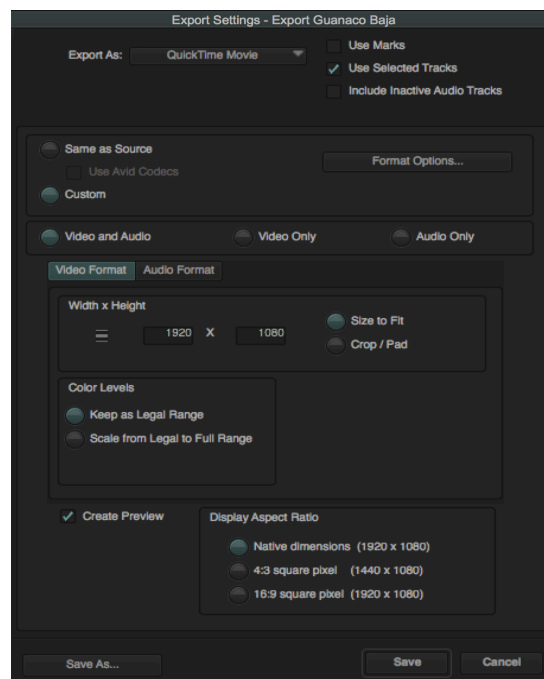 Export Settings - Export Guanaco Baja
Export As: QuickTime Movie
Use Marks
Use Selected Tracks
Include Inactive Audio Tracks
Same as Source
Use Avid Codecs
Format Options...
Custom
Video and Audio Video Only Audio Only
Video Format Audio Format
Width x Height
1920 X 1080
Size to Fit
Crop / Pad
Color Levels
Keep as Legal Range
Scale from Legal to Full Range
Create Preview
Display Aspect Ratio
Native dimensions (1920 x 1080)
4:3 square pixel (1440 x 1080)
16:9 square pixel (1920 x 1080)
Save As... Save Cancel